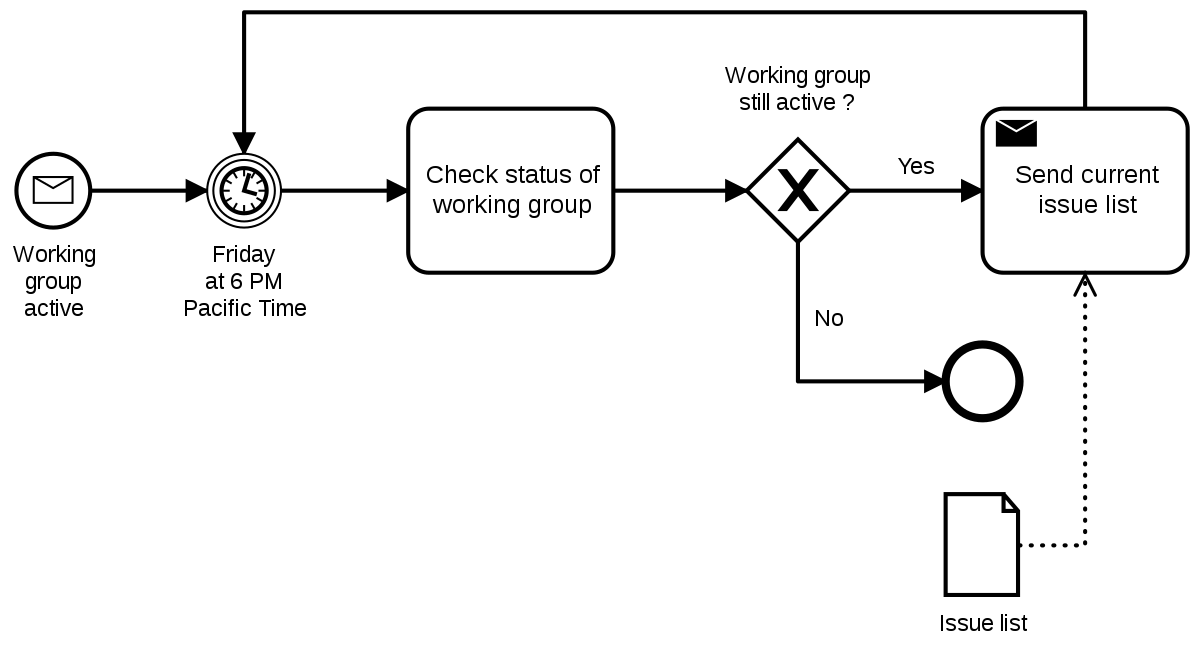 Working group
still active ?
Yes
Check status of
working group
Send current
issue list
Working
group
active
Friday
at 6 PM
Pacific Time
No
Issue list